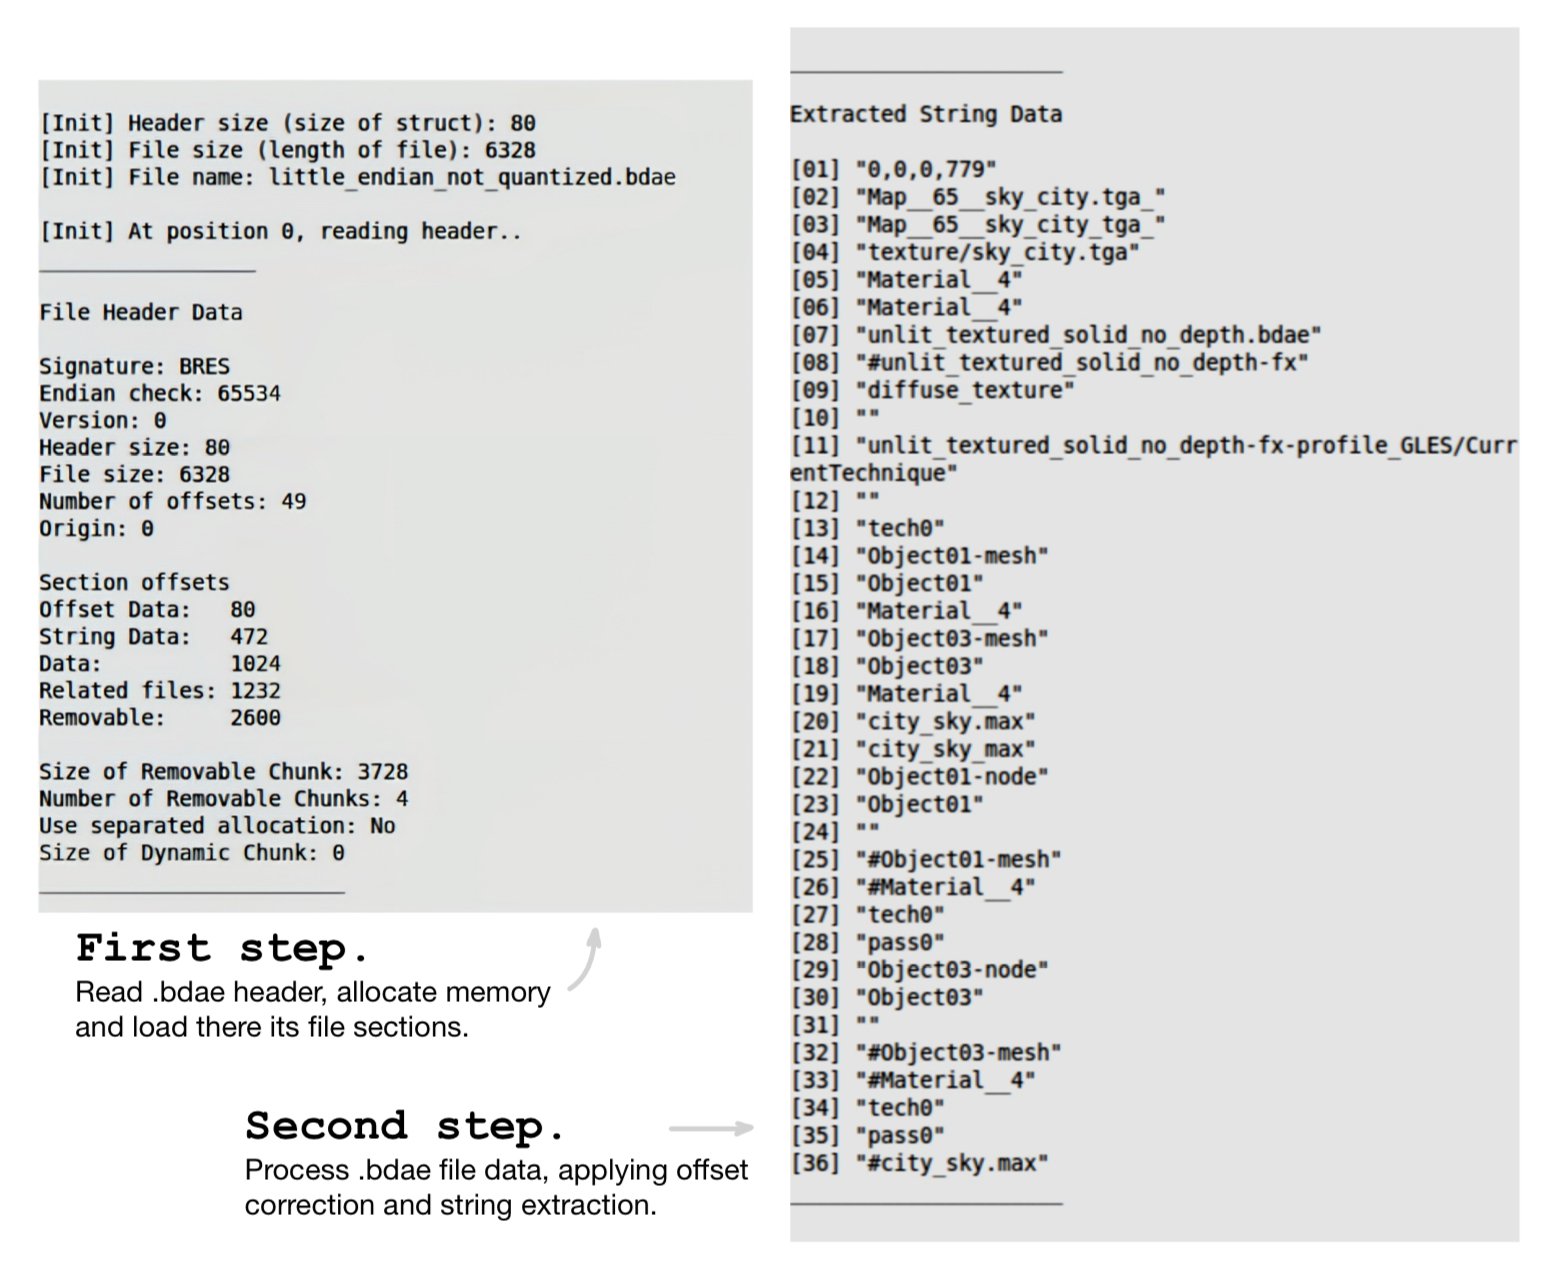 [Init] Header size (size of struct): 80
[Init] File size (length of file): 6328
[Init] File name: little_endian_not_quantized.bdae
[Init] At position 0, reading header..
File Header Data
Signature: BRES
Endian check: 65534
Version: 0
Header size: 80
File size: 6328
Number of offsets: 49
Origin: 0
Section offsets
Offset Data:   80
String Data:   472
Data:          1024
Related files: 1232
Removable:     2600
Size of Removable Chunk: 3728
Number of Removable Chunks: 4
Use separated allocation: No
Size of Dynamic Chunk: 0
First step.
Read .bdae header, allocate memory
and load there its file sections.
Second step.
Process .bdae file data, applying offset
correction and string extraction.
Extracted String Data
[01] "0,0,0,779"
[02] "Map__65__sky_city.tga_"
[03] "Map__65__sky_city_tga_"
[04] "texture/sky_city.tga"
[05] "Material__4"
[06] "Material__4"
[07] "unlit_textured_solid_no_depth.bdae"
[08] "#unlit_textured_solid_no_depth-fx"
[09] "diffuse_texture"
[10] ""
[11] "unlit_textured_solid_no_depth-fx-profile_GLES/Curr
entTechnique"
[12] ""
[13] "tech0"
[14] "Object01-mesh"
[15] "Object01"
[16] "Material__4"
[17] "Object03-mesh"
[18] "Object03"
[19] "Material__4"
[20] "city_sky.max"
[21] "city_sky_max"
[22] "Object01-node"
[23] "Object01"
[24] ""
[25] "#Object01-mesh"
[26] "#Material__4"
[27] "tech0"
[28] "pass0"
[29] "Object03-node"
[30] "Object03"
[31] ""
[32] "#Object03-mesh"
[33] "#Material__4"
[34] "tech0"
[35] "pass0"
[36] "#city_sky.max"